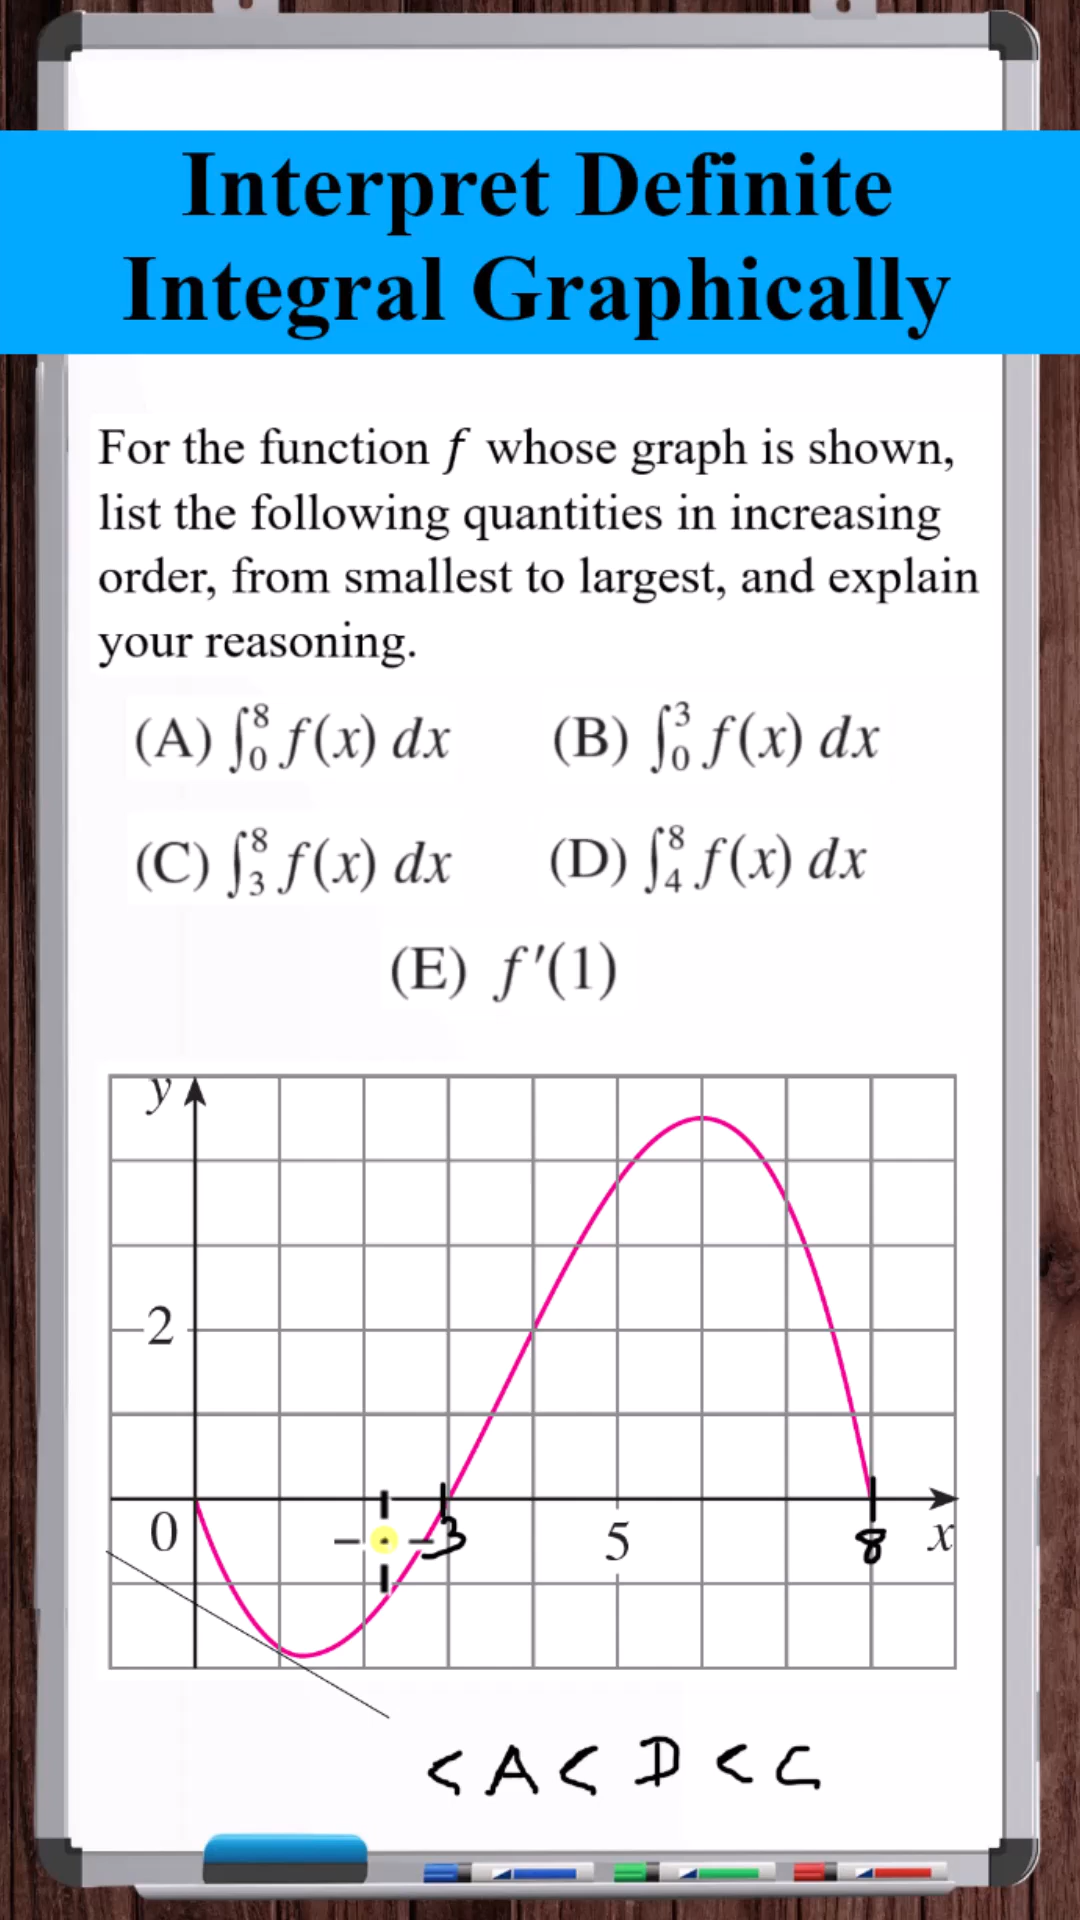 Interpret Definite
Integral Graphically
For the function f whose graph is shown,
list the following quantities in increasing
order, from smallest to largest, and explain
your reasoning.
(A) ∫₀⁸ f(x) dx (B) ∫₀³ f(x) dx
(C) ∫₃⁸ f(x) dx (D) ∫₄⁸ f(x) dx
(E) f′(1)
y
2
0 3 5 8 x
< A < D < C